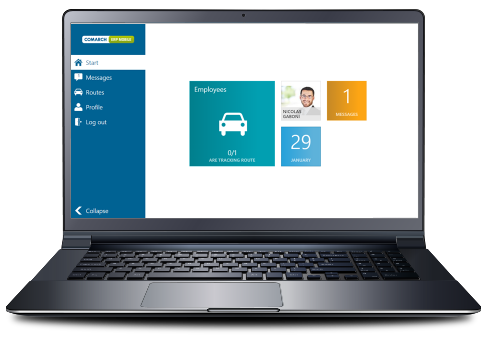 COMARCH ERP MOBILE
Start
Messages
Routes
Profile
Log out
Collapse
Employees
0/1
ARE TRACKING ROUTE
NICOLAS
GABONI
1
MESSAGES
29
JANUARY